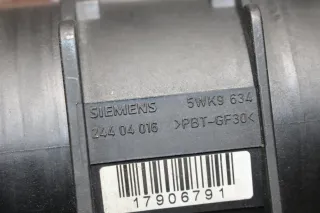 SIEMENS 5WK9 634
244 04 016 >PBT-GF30<
17906791